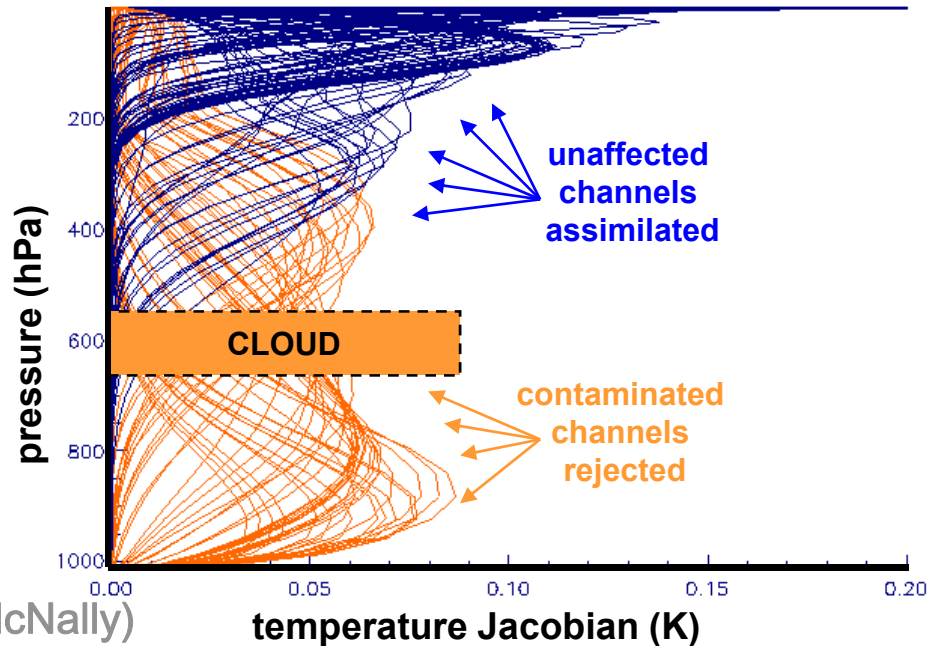 200
400
600
800
1000
pressure (hPa)
unaffected
channels
assimilated
CLOUD
contaminated
channels
rejected
0.00 0.05 0.10 0.15 0.20
cNally)
temperature Jacobian (K)